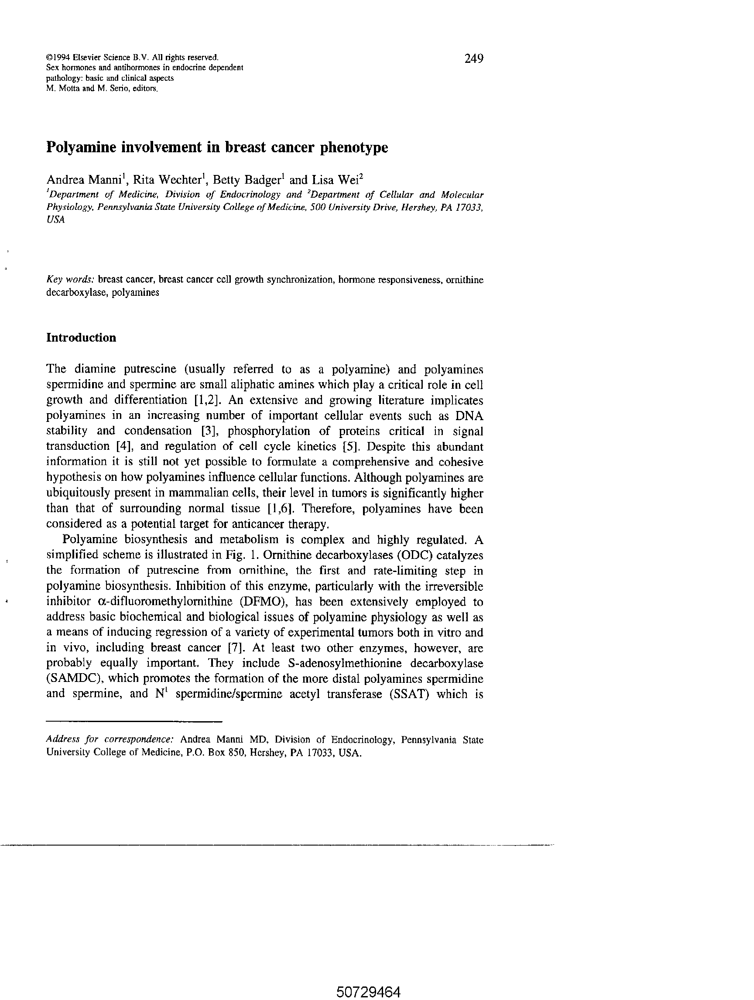 ©1994 Elsevier Science B.V. All rights reserved.
Sex hormones and antihormones in endocrine dependent
pathology: basic and clinical aspects
M. Motta and M. Serio, editors.
249
Polyamine involvement in breast cancer phenotype
Andrea Manni¹, Rita Wechter¹, Betty Badger¹ and Lisa Wei²
¹Department of Medicine, Division of Endocrinology and ²Department of Cellular and Molecular
Physiology, Pennsylvania State University College of Medicine, 500 University Drive, Hershey, PA 17033,
USA
Key words: breast cancer, breast cancer cell growth synchronization, hormone responsiveness, ornithine
decarboxylase, polyamines
Introduction
The diamine putrescine (usually referred to as a polyamine) and polyamines
spermidine and spermine are small aliphatic amines which play a critical role in cell
growth and differentiation [1,2]. An extensive and growing literature implicates
polyamines in an increasing number of important cellular events such as DNA
stability and condensation [3], phosphorylation of proteins critical in signal
transduction [4], and regulation of cell cycle kinetics [5]. Despite this abundant
information it is still not yet possible to formulate a comprehensive and cohesive
hypothesis on how polyamines influence cellular functions. Although polyamines are
ubiquitously present in mammalian cells, their level in tumors is significantly higher
than that of surrounding normal tissue [1,6]. Therefore, polyamines have been
considered as a potential target for anticancer therapy.
Polyamine biosynthesis and metabolism is complex and highly regulated. A
simplified scheme is illustrated in Fig. 1. Ornithine decarboxylases (ODC) catalyzes
the formation of putrescine from ornithine, the first and rate-limiting step in
polyamine biosynthesis. Inhibition of this enzyme, particularly with the irreversible
inhibitor α-difluoromethylornithine (DFMO), has been extensively employed to
address basic biochemical and biological issues of polyamine physiology as well as
a means of inducing regression of a variety of experimental tumors both in vitro and
in vivo, including breast cancer [7]. At least two other enzymes, however, are
probably equally important. They include S-adenosylmethionine decarboxylase
(SAMDC), which promotes the formation of the more distal polyamines spermidine
and spermine, and N¹ spermidine/spermine acetyl transferase (SSAT) which is
Address for correspondence: Andrea Manni MD, Division of Endocrinology, Pennsylvania State
University College of Medicine, P.O. Box 850, Hershey, PA 17033, USA.
50729464